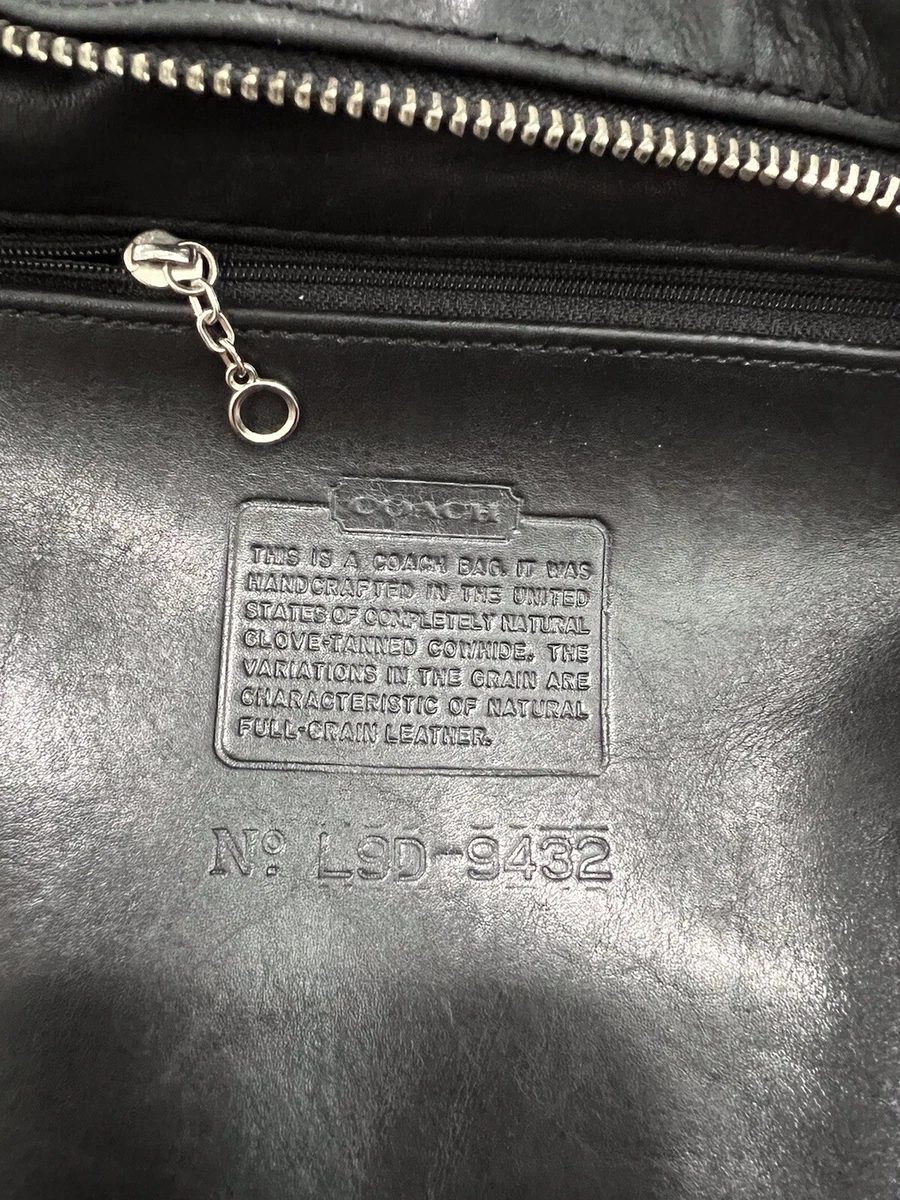 COACH
THIS IS A COACH BAG. IT WAS
HANDCRAFTED IN THE UNITED
STATES OF COMPLETELY NATURAL
GLOVE-TANNED COWHIDE. THE
VARIATIONS IN THE GRAIN ARE
CHARACTERISTIC OF NATURAL
FULL-GRAIN LEATHER.
Nº L9D-9432